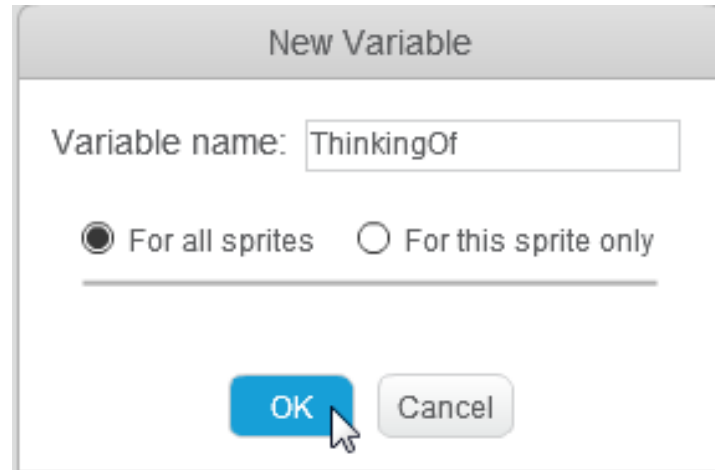 New Variable
Variable name: ThinkingOf
For all sprites For this sprite only
OK Cancel